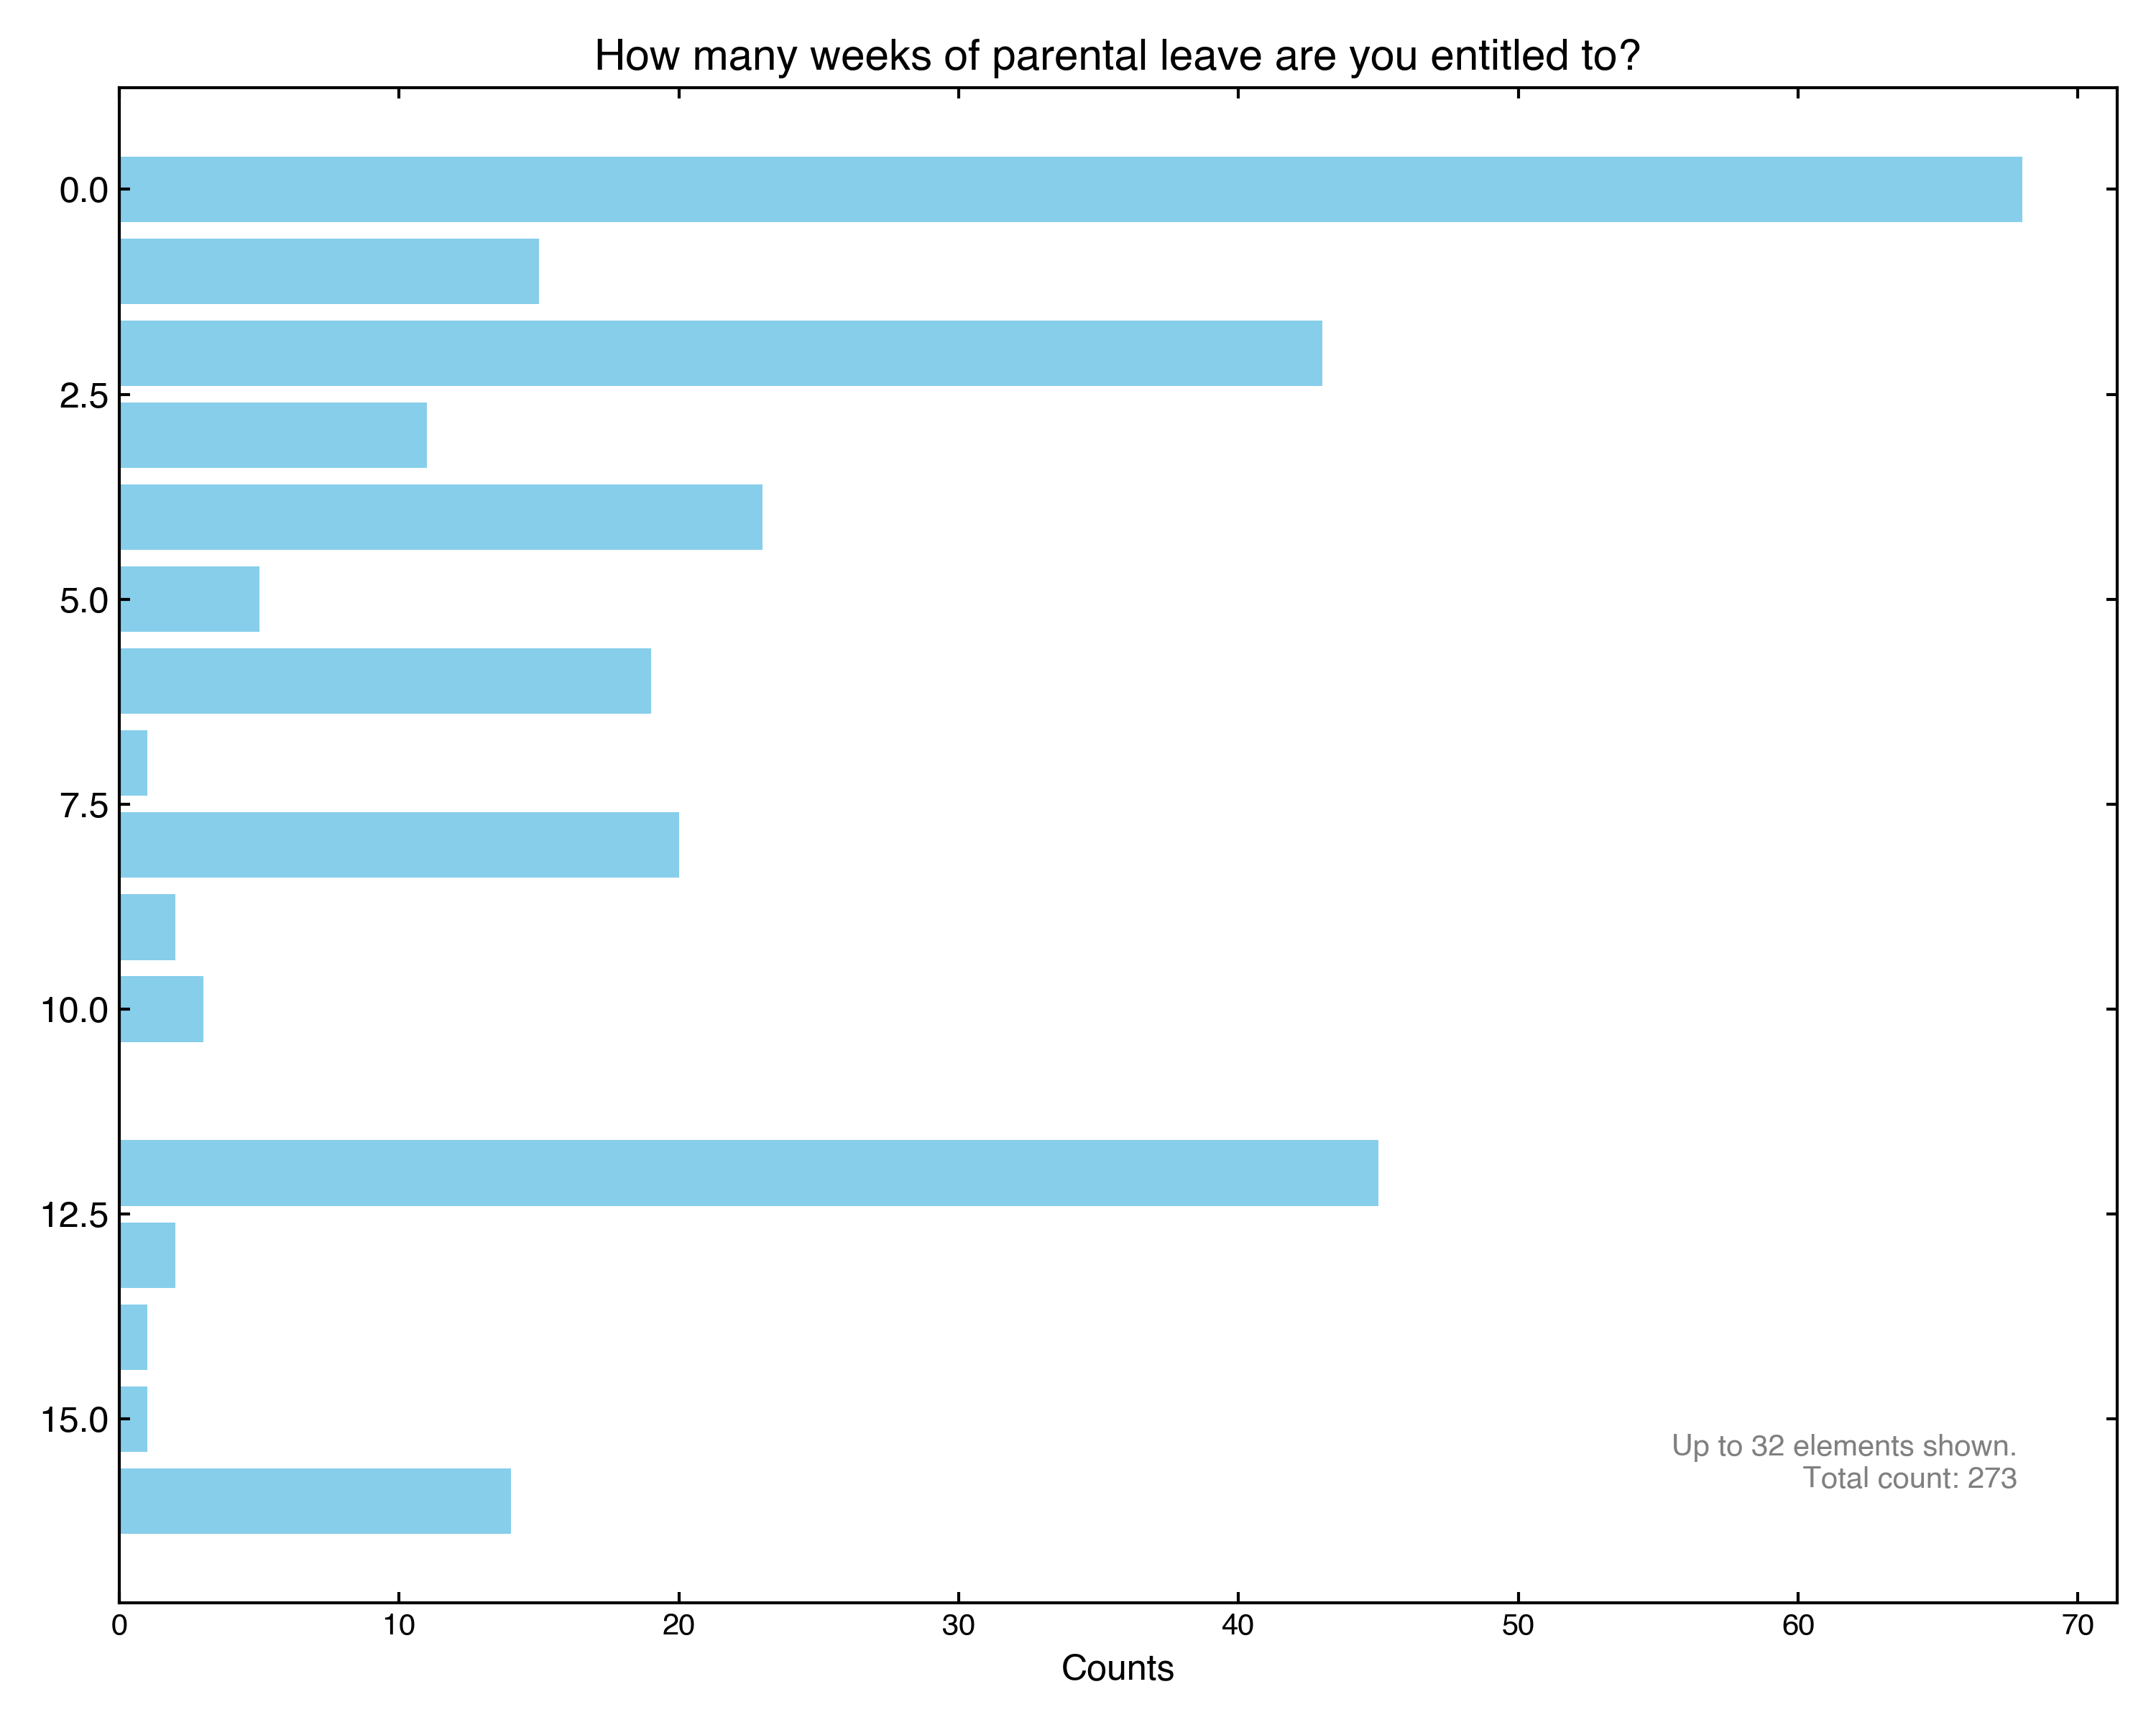 How many weeks of parental leave are you entitled to?
0.0
2.5
5.0
7.5
10.0
12.5
15.0
Up to 32 elements shown.
Total count: 273
0 10 20 30 40 50 60 70
Counts